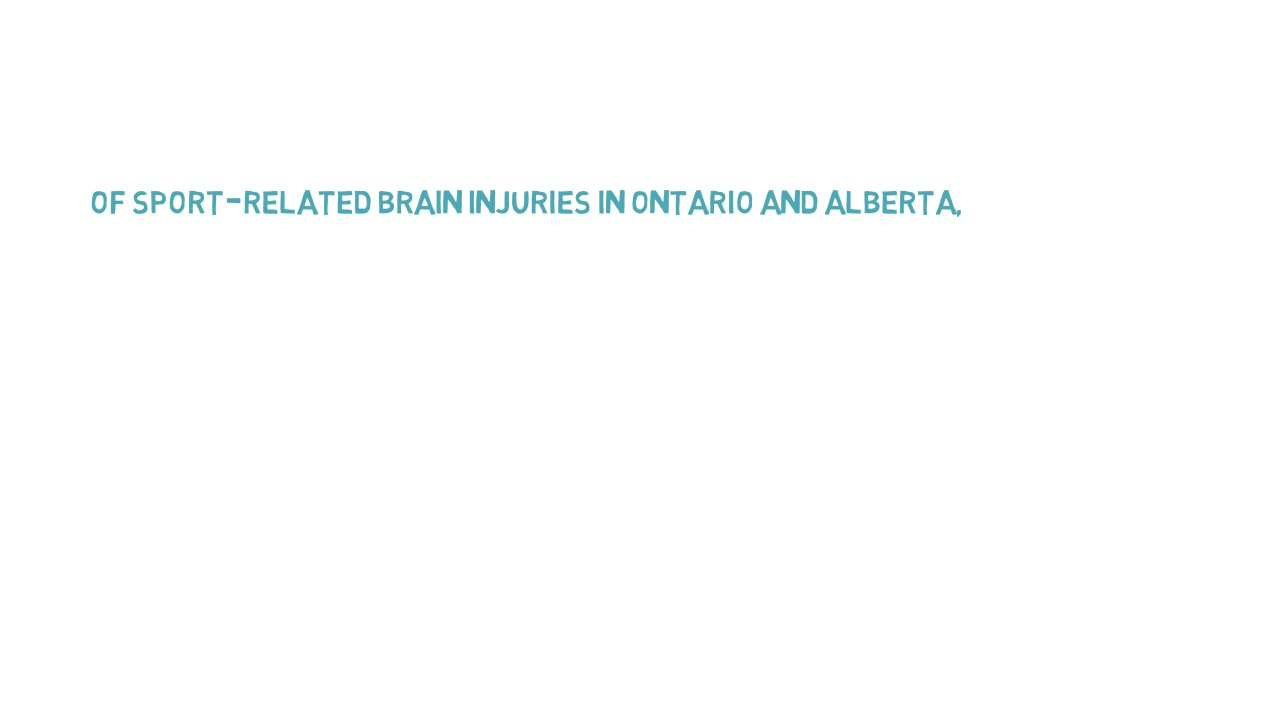 OF SPORT-RELATED BRAIN INJURIES IN ONTARIO AND ALBERTA,